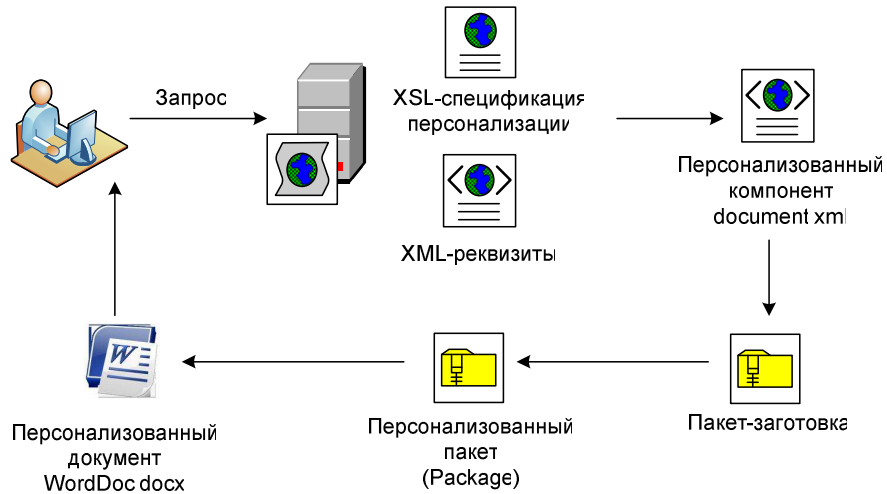 Запрос
XSL-спецификация
персонализации
XML-реквизиты
Персонализованный
компонент
document xml
Пакет-заготовка
Персонализованный
пакет
(Package)
Персонализованный
документ
WordDoc docx
W